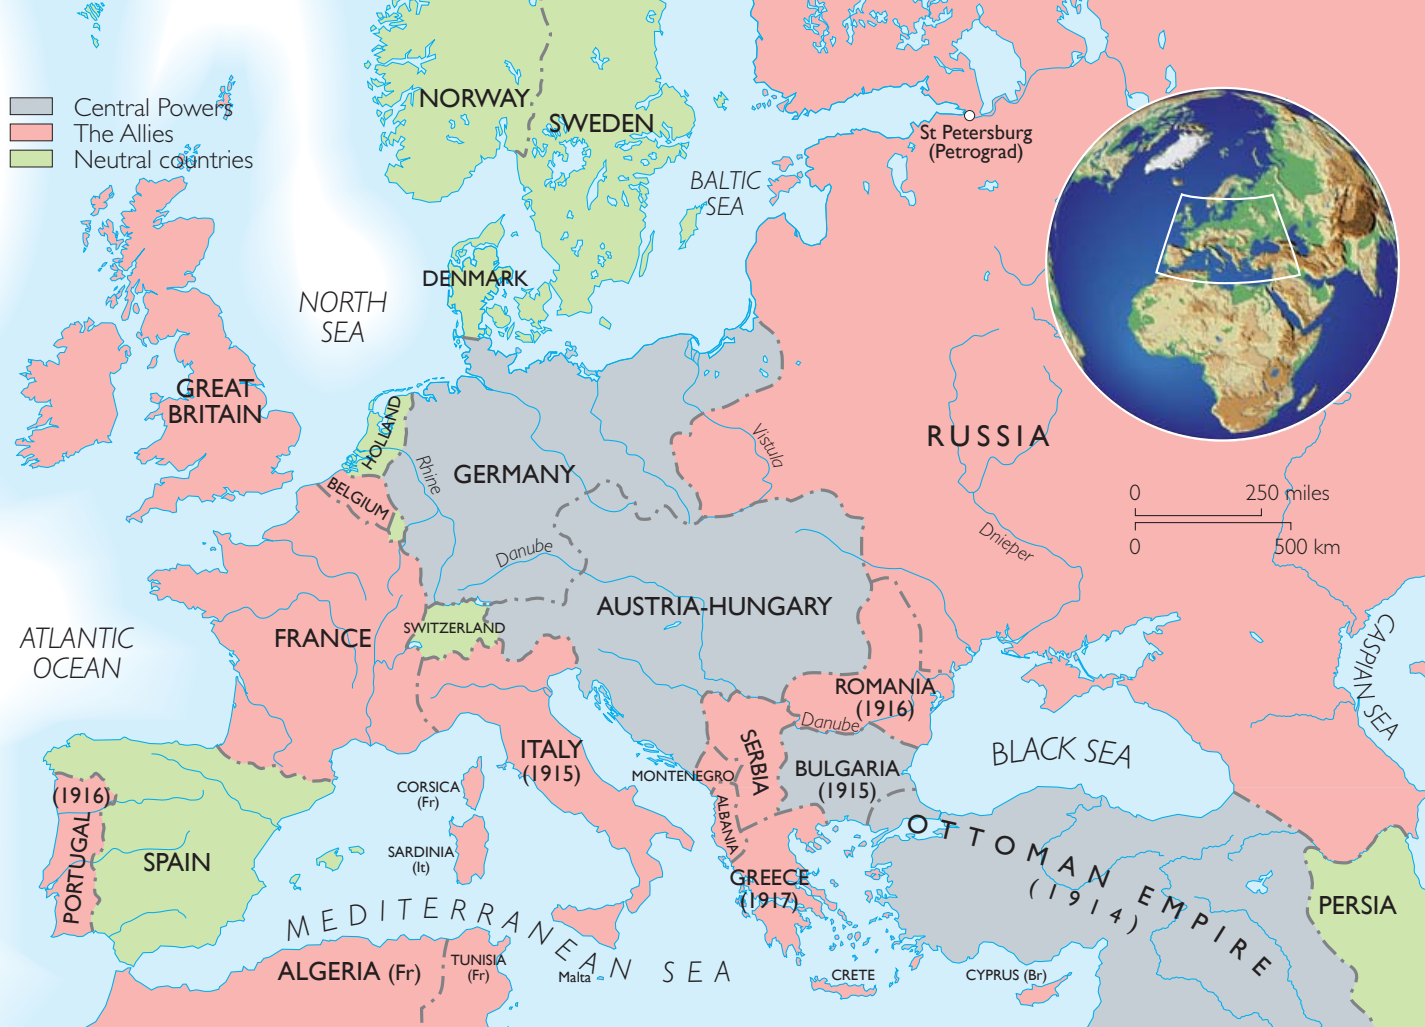 Central Powers
The Allies
Neutral countries
NORWAY
SWEDEN
St Petersburg
(Petrograd)
BALTIC
SEA
DENMARK
NORTH
SEA
GREAT
BRITAIN
HOLLAND
BELGIUM
Rhine
GERMANY
Vistula
RUSSIA
0 250 miles
0 500 km
Dnieper
Danube
AUSTRIA-HUNGARY
ATLANTIC
OCEAN
FRANCE
SWITZERLAND
CASPIAN SEA
ROMANIA
(1916)
Danube
BLACK SEA
ITALY
(1915)
SERBIA
MONTENEGRO
BULGARIA
(1915)
CORSICA
(Fr)
(1916)
PORTUGAL
SPAIN
SARDINIA
(It)
ALBANIA
OTTOMAN EMPIRE
(1914)
GREECE
(1917)
PERSIA
MEDITERRANEAN SEA
ALGERIA (Fr)
TUNISIA
(Fr)
Malta
CRETE
CYPRUS (Br)